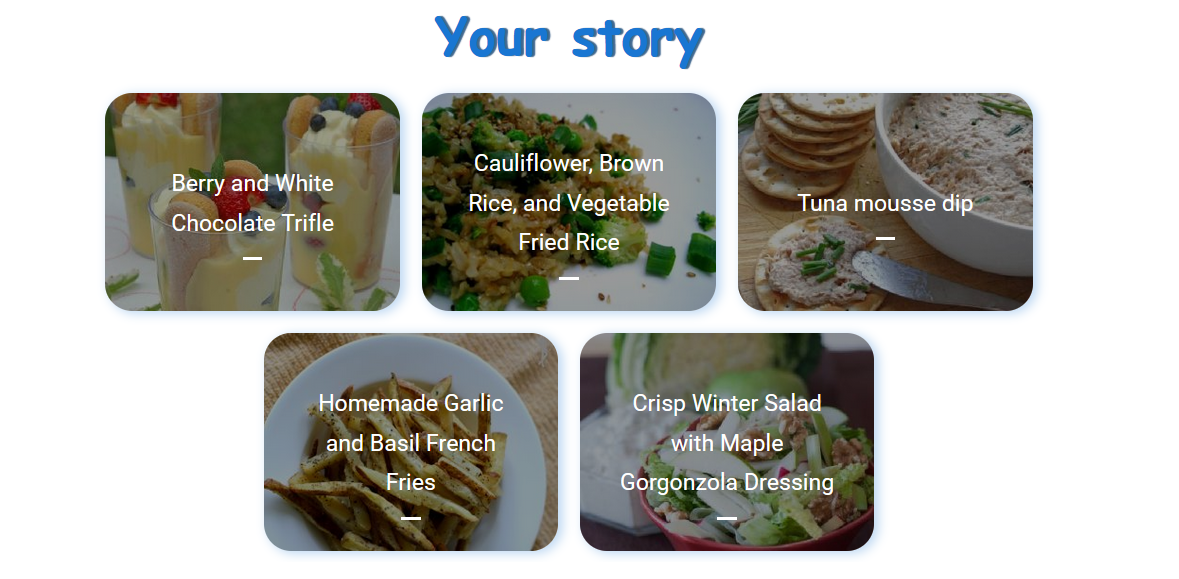 Your story
Berry and White
Chocolate Trifle
Cauliflower, Brown
Rice, and Vegetable
Fried Rice
Tuna mousse dip
Homemade Garlic
and Basil French
Fries
Crisp Winter Salad
with Maple
Gorgonzola Dressing